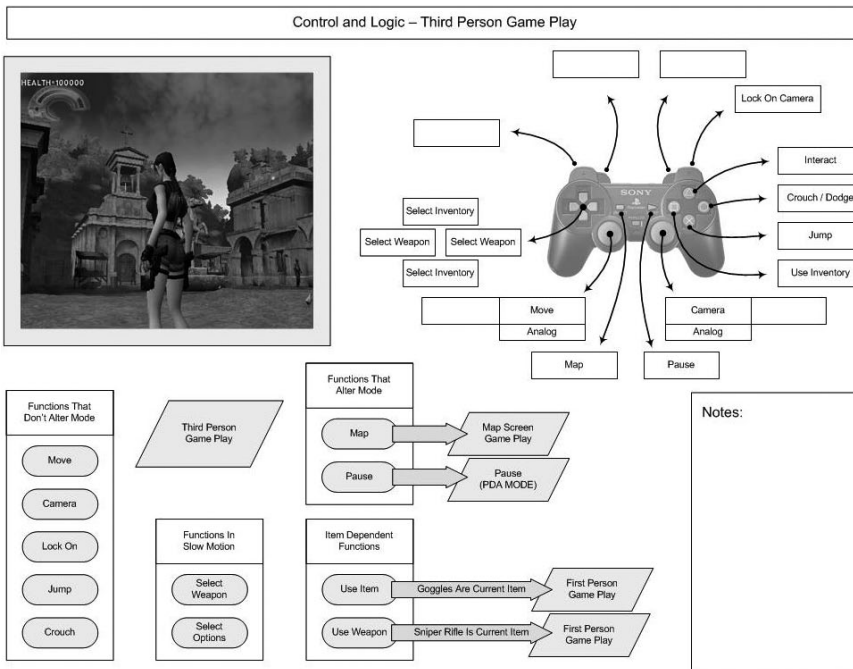 Control and Logic – Third Person Game Play
HEALTH=100000
Lock On Camera
Interact
SONY
Crouch / Dodge
Select Inventory
Select Weapon
Select Weapon
Jump
Select Inventory
Use Inventory
Move
Camera
Analog
Analog
Map
Pause
Functions That
Don't Alter Mode
Move
Camera
Lock On
Jump
Crouch
Third Person
Game Play
Functions In
Slow Motion
Select
Weapon
Select
Options
Functions That
Alter Mode
Map
Map Screen
Game Play
Pause
Pause
(PDA MODE)
Item Dependent
Functions
Use Item
Goggles Are Current Item
First Person
Game Play
Use Weapon
Sniper Rifle Is Current Item
First Person
Game Play
Notes: